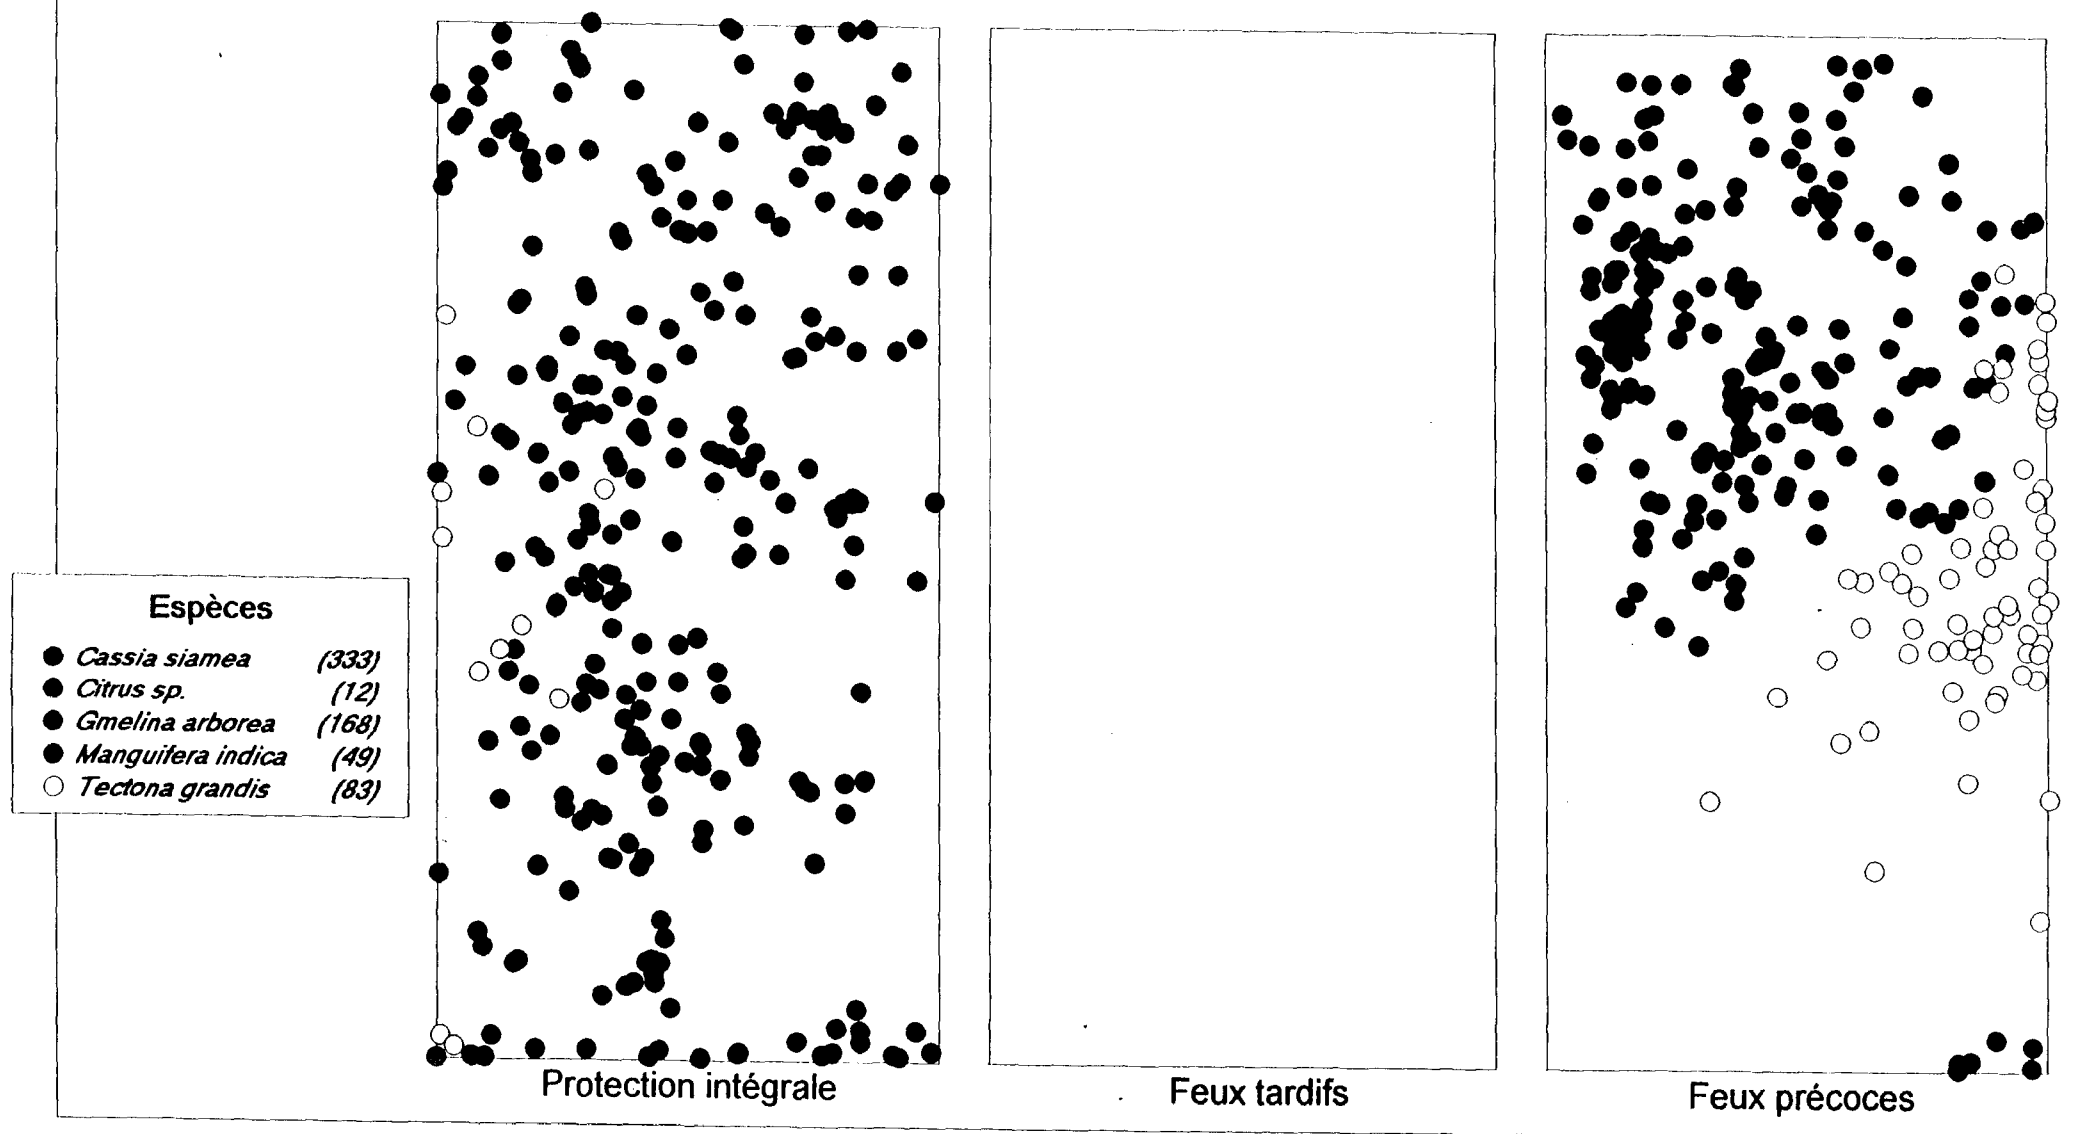 Espèces
Cassia siamea (333)
Citrus sp. (12)
Gmelina arborea (168)
Manguifera indica (49)
Tectona grandis (83)
Protection intégrale
Feux tardifs
Feux précoces